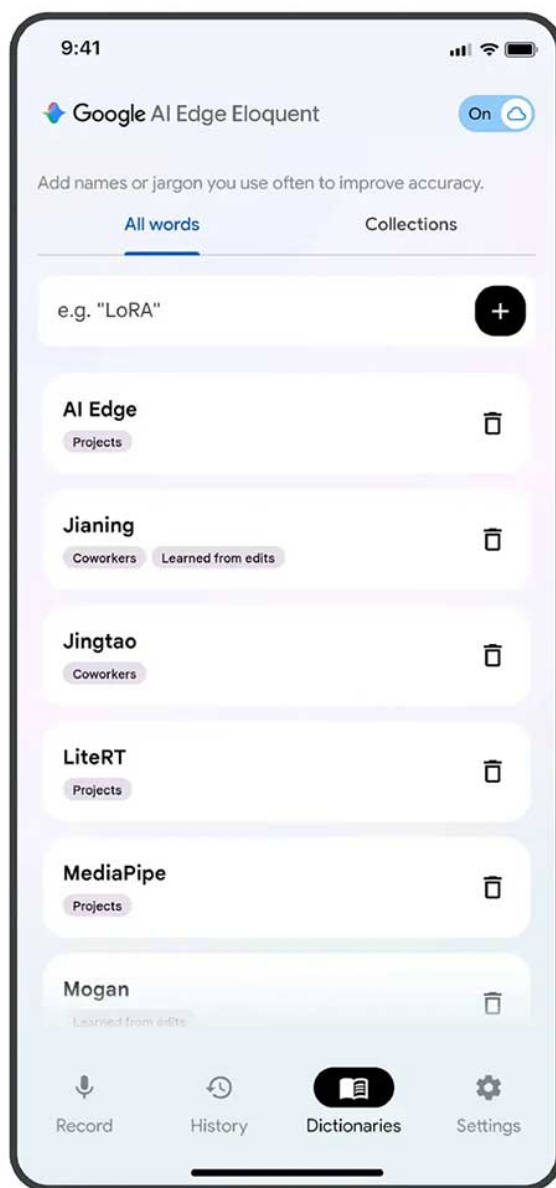 9:41
Google AI Edge Eloquent
On
Add names or jargon you use often to improve accuracy.
All words Collections
e.g. "LoRA"
AI Edge
Projects
Jianing
Coworkers Learned from edits
Jingtao
Coworkers
LiteRT
Projects
MediaPipe
Projects
Mogan
Learned from edits
Record History Dictionaries Settings